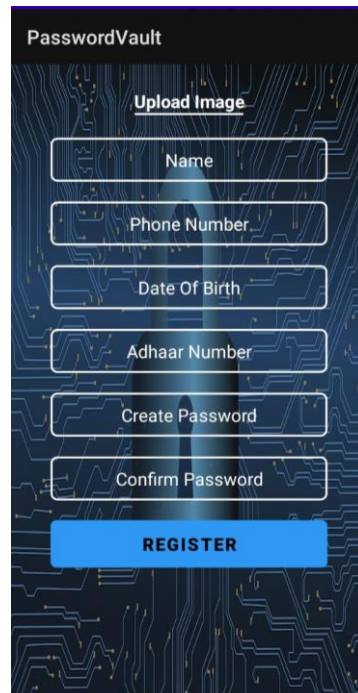 PasswordVault
Upload Image
Name
Phone Number
Date Of Birth
Adhaar Number
Create Password
Confirm Password
REGISTER